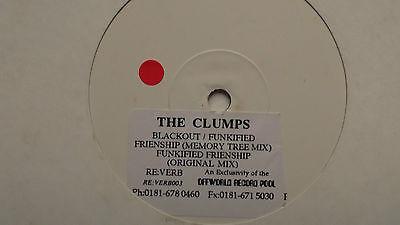 THE CLUMPS
BLACKOUT / FUNKIFIED
FRIENSHIP (MEMORY TREE MIX)
FUNKIFIED FRIENSHIP
(ORIGINAL MIX)
RE:VERB An Exclusivity of the
RE:VERB003 OFFWORLD RECORD POOL
Ph:0181-678 0460 Fx:0181-671 5030